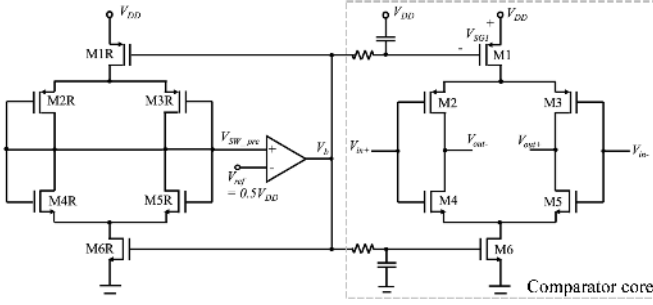 V_DD V_DD V_DD
V_SG1 +
-
M1R M1
M2R M3R M2 M3
V_SW_pre V_b V_in+ V_out- V_out+ V_in-
+
-
V_ref
= 0.5V_DD
M4R M5R M4 M5
M6R M6
Comparator core